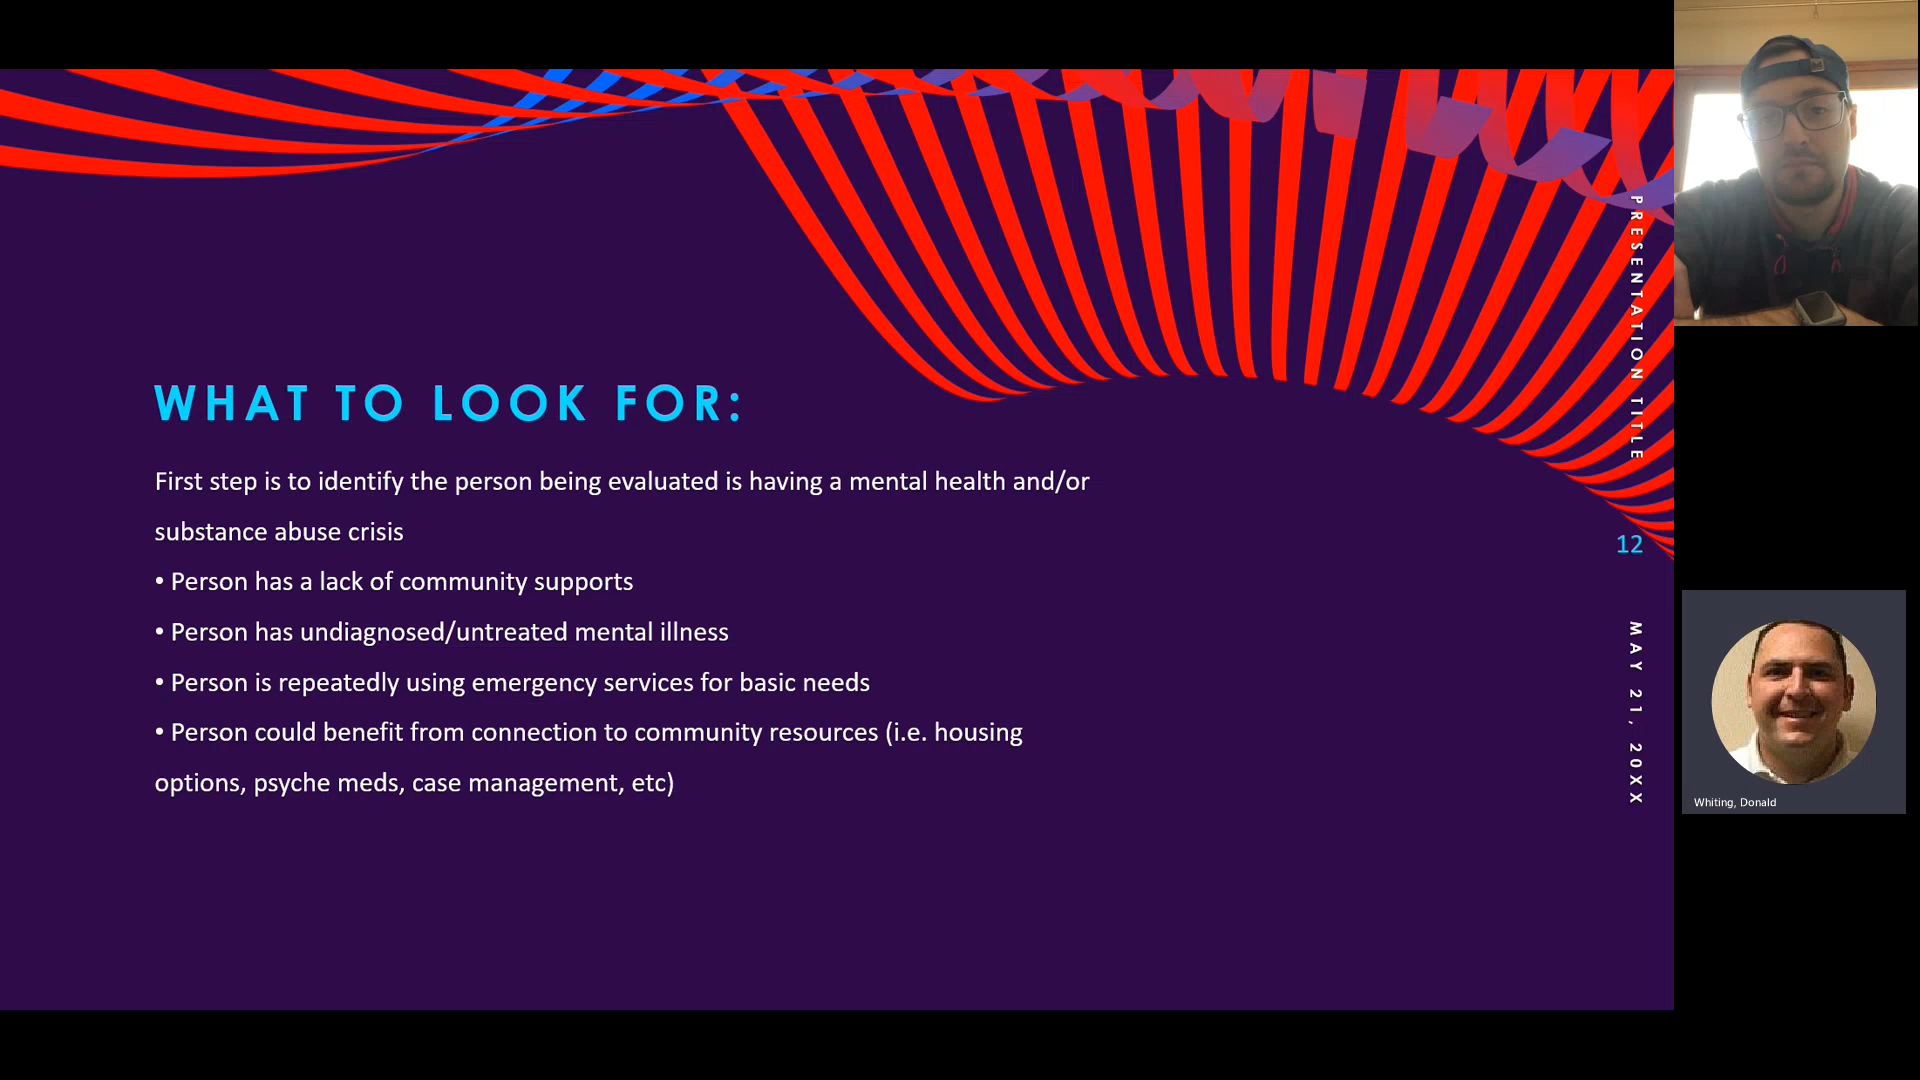 WHAT TO LOOK FOR:
First step is to identify the person being evaluated is having a mental health and/or
substance abuse crisis
• Person has a lack of community supports
• Person has undiagnosed/untreated mental illness
• Person is repeatedly using emergency services for basic needs
• Person could benefit from connection to community resources (i.e. housing
options, psyche meds, case management, etc)
PRESENTATION TITLE
12
MAY 21, 20XX
Whiting, Donald